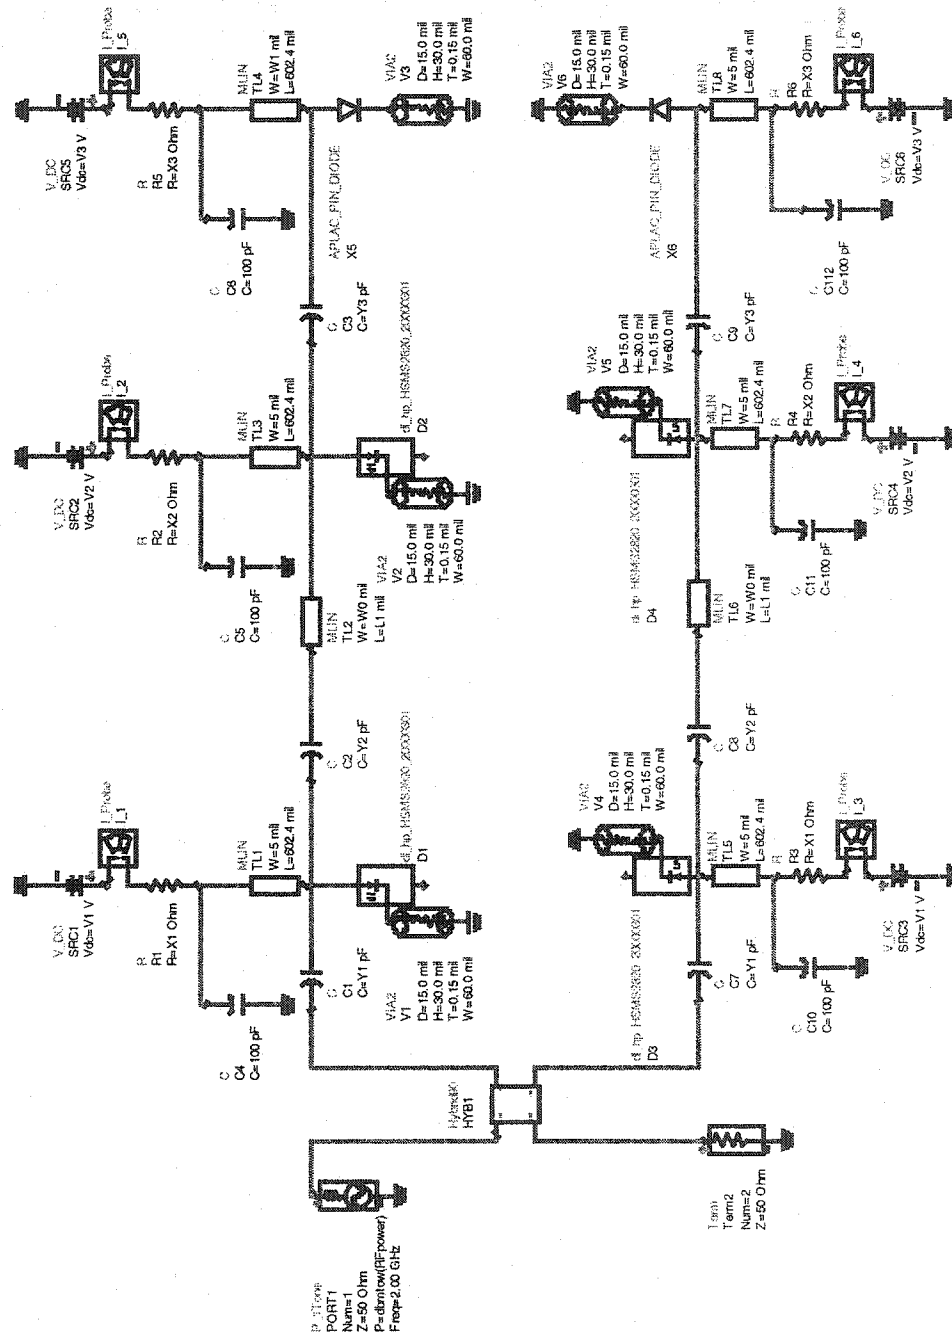 V_DC
SRC5
Vdc=V3 V
I_Probe
I_5
R
R5
R=X3 Ohm
MLIN
TL4
W=W1 mil
L=602.4 mil
C
C6
C=100 pF
VIA2
V3
D=15.0 mil
H=30.0 mil
T=0.15 mil
W=60.0 mil
APLAC_PIN_DIODE
X5
C
C3
C=Y3 pF
V_DC
SRC2
Vdc=V2 V
I_Probe
I_2
R
R2
R=X2 Ohm
MLIN
TL3
W=5 mil
L=602.4 mil
C
C5
C=100 pF
di_hp_HSMS2820_20000301
D2
VIA2
V2
D=15.0 mil
H=30.0 mil
T=0.15 mil
W=60.0 mil
MLIN
TL2
W=W0 mil
L=L1 mil
C
C2
C=Y2 pF
V_DC
SRC1
Vdc=V1 V
I_Probe
I_1
R
R1
R=X1 Ohm
MLIN
TL1
W=5 mil
L=602.4 mil
C
C4
C=100 pF
di_hp_HSMS2820_20000301
D1
VIA2
V1
D=15.0 mil
H=30.0 mil
T=0.15 mil
W=60.0 mil
C
C1
C=Y1 pF
VIA2
V6
D=15.0 mil
H=30.0 mil
T=0.15 mil
W=60.0 mil
APLAC_PIN_DIODE
X6
MLIN
TL8
W=5 mil
L=602.4 mil
R
R6
R=X3 Ohm
I_Probe
I_6
V_DC
SRC6
Vdc=V3 V
C
C112
C=100 pF
C
C9
C=Y3 pF
VIA2
V5
D=15.0 mil
H=30.0 mil
T=0.15 mil
W=60.0 mil
di_hp_HSMS2820_20000301
D4
MLIN
TL7
W=5 mil
L=602.4 mil
R
R4
R=X2 Ohm
I_Probe
I_4
V_DC
SRC4
Vdc=V2 V
C
C11
C=100 pF
MLIN
TL6
W=W0 mil
L=L1 mil
C
C8
C=Y2 pF
VIA2
V4
D=15.0 mil
H=30.0 mil
T=0.15 mil
W=60.0 mil
di_hp_HSMS2820_20000301
D3
MLIN
TL5
W=5 mil
L=602.4 mil
R
R3
R=X1 Ohm
I_Probe
I_3
V_DC
SRC3
Vdc=V1 V
C
C10
C=100 pF
C
C7
C=Y1 pF
Hybrid90
HYB1
P_1Tone
PORT1
Num=1
Z=50 Ohm
P=dbmtow(RFpower)
Freq=2.00 GHz
Term
Term2
Num=2
Z=50 Ohm